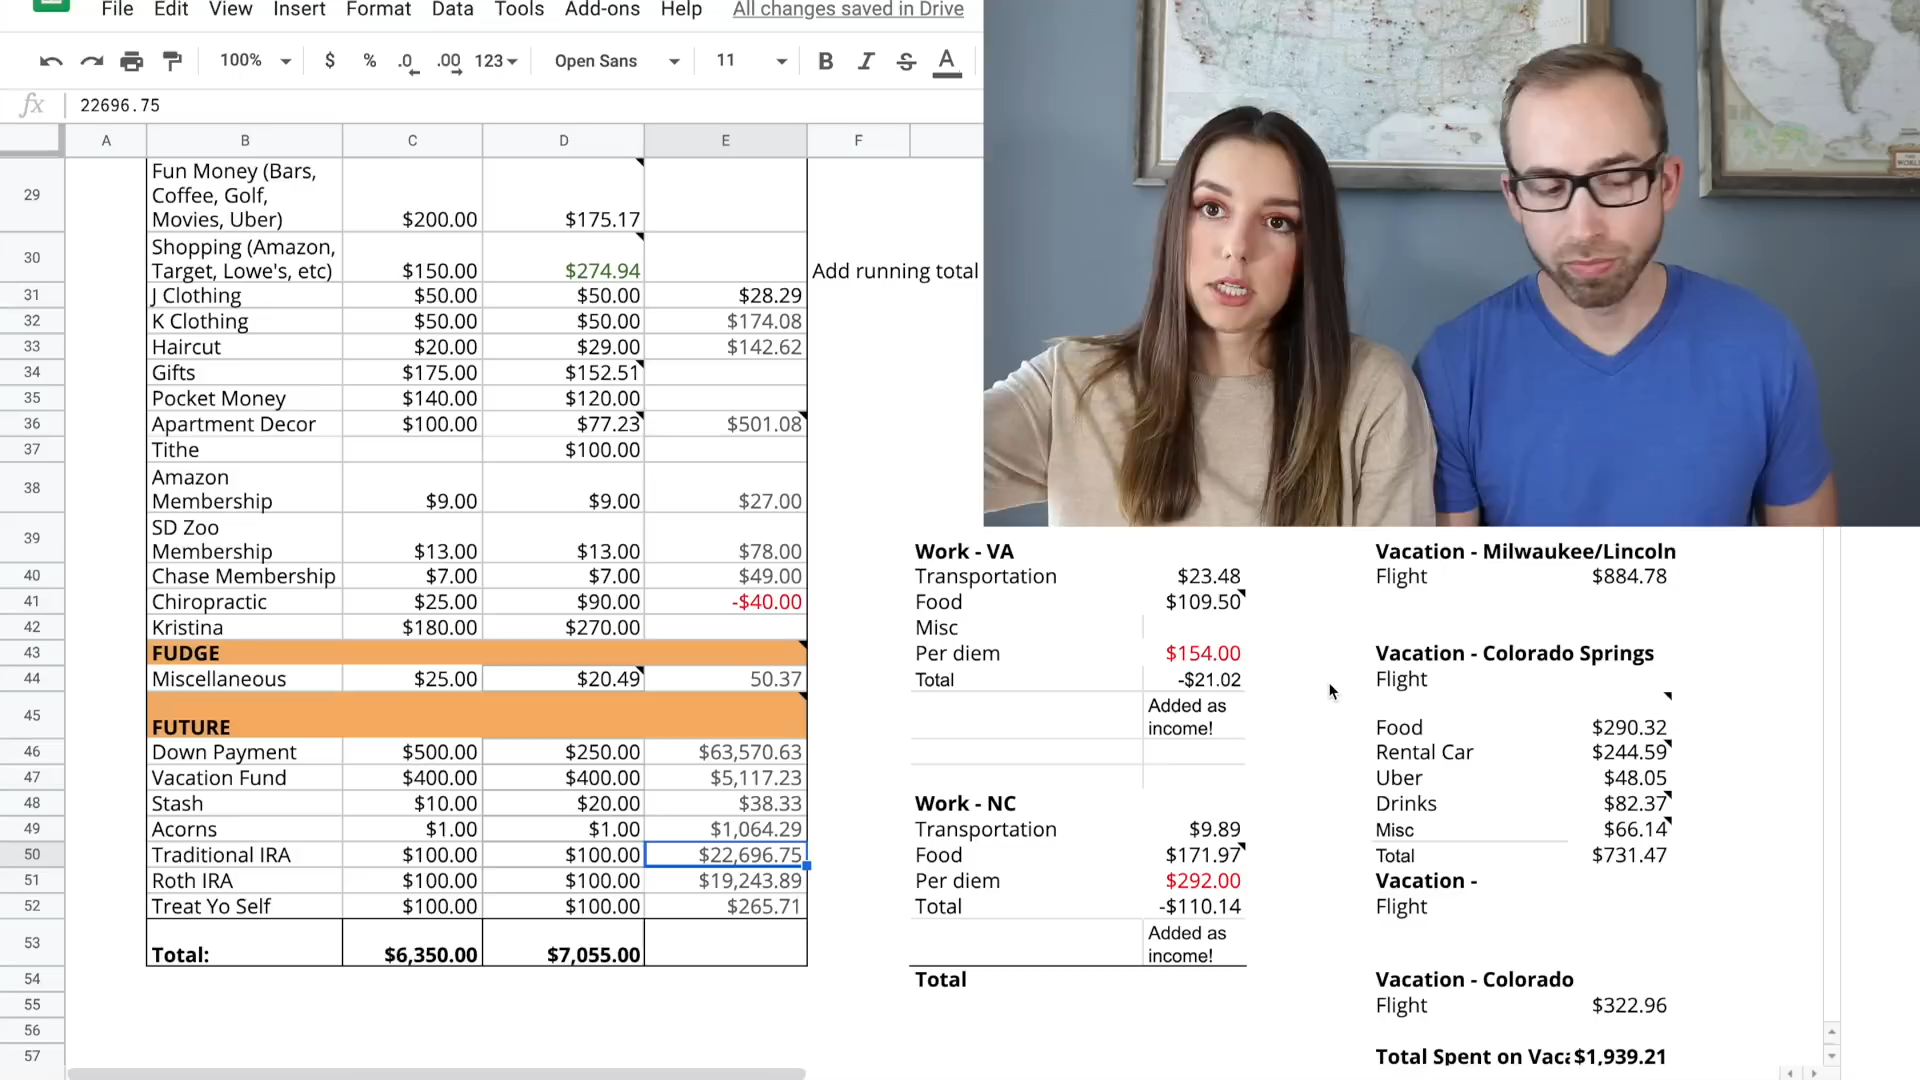 File Edit View Insert Format Data Tools Add-ons Help All changes saved in Drive
100% $ % .0 .00 123 Open Sans 11 B I S A
fx 22696.75
A B C D E F
29 Fun Money (Bars,
Coffee, Golf,
Movies, Uber) $200.00 $175.17
30 Shopping (Amazon,
Target, Lowe's, etc) $150.00 $274.94 Add running total
31 J Clothing $50.00 $50.00 $28.29
32 K Clothing $50.00 $50.00 $174.08
33 Haircut $20.00 $29.00 $142.62
34 Gifts $175.00 $152.51
35 Pocket Money $140.00 $120.00
36 Apartment Decor $100.00 $77.23 $501.08
37 Tithe $100.00
38 Amazon
Membership $9.00 $9.00 $27.00
39 SD Zoo
Membership $13.00 $13.00 $78.00 Work - VA Vacation - Milwaukee/Lincoln
40 Chase Membership $7.00 $7.00 $49.00 Transportation $23.48 Flight $884.78
41 Chiropractic $25.00 $90.00 -$40.00 Food $109.50
42 Kristina $180.00 $270.00 Misc
43 FUDGE Per diem $154.00 Vacation - Colorado Springs
44 Miscellaneous $25.00 $20.49 50.37 Total -$21.02 Flight
45 FUTURE Added as
income! Food $290.32
46 Down Payment $500.00 $250.00 $63,570.63 Rental Car $244.59
47 Vacation Fund $400.00 $400.00 $5,117.23 Uber $48.05
48 Stash $10.00 $20.00 $38.33 Work - NC Drinks $82.37
49 Acorns $1.00 $1.00 $1,064.29 Transportation $9.89 Misc $66.14
50 Traditional IRA $100.00 $100.00 $22,696.75 Food $171.97 Total $731.47
51 Roth IRA $100.00 $100.00 $19,243.89 Per diem $292.00 Vacation -
52 Treat Yo Self $100.00 $100.00 $265.71 Total -$110.14 Flight
53 Total: $6,350.00 $7,055.00 Added as
income!
54 Total Vacation - Colorado
55 Flight $322.96
56
57 Total Spent on Vaca $1,939.21